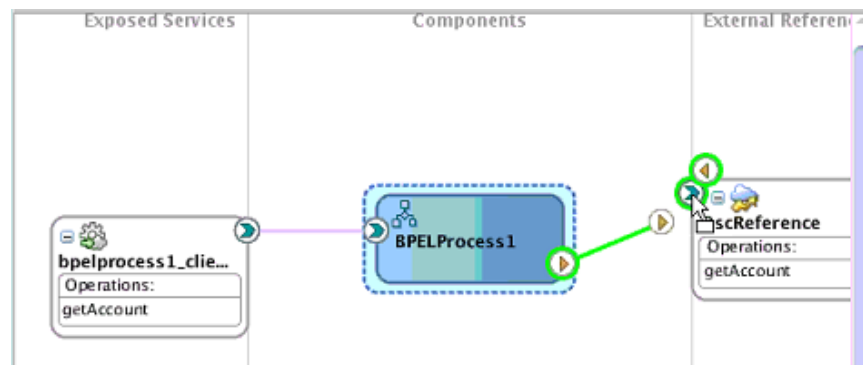 Exposed Services
Components
External Referen
bpelprocess1_clie...
Operations:
getAccount
BPELProcess1
scReference
Operations:
getAccount